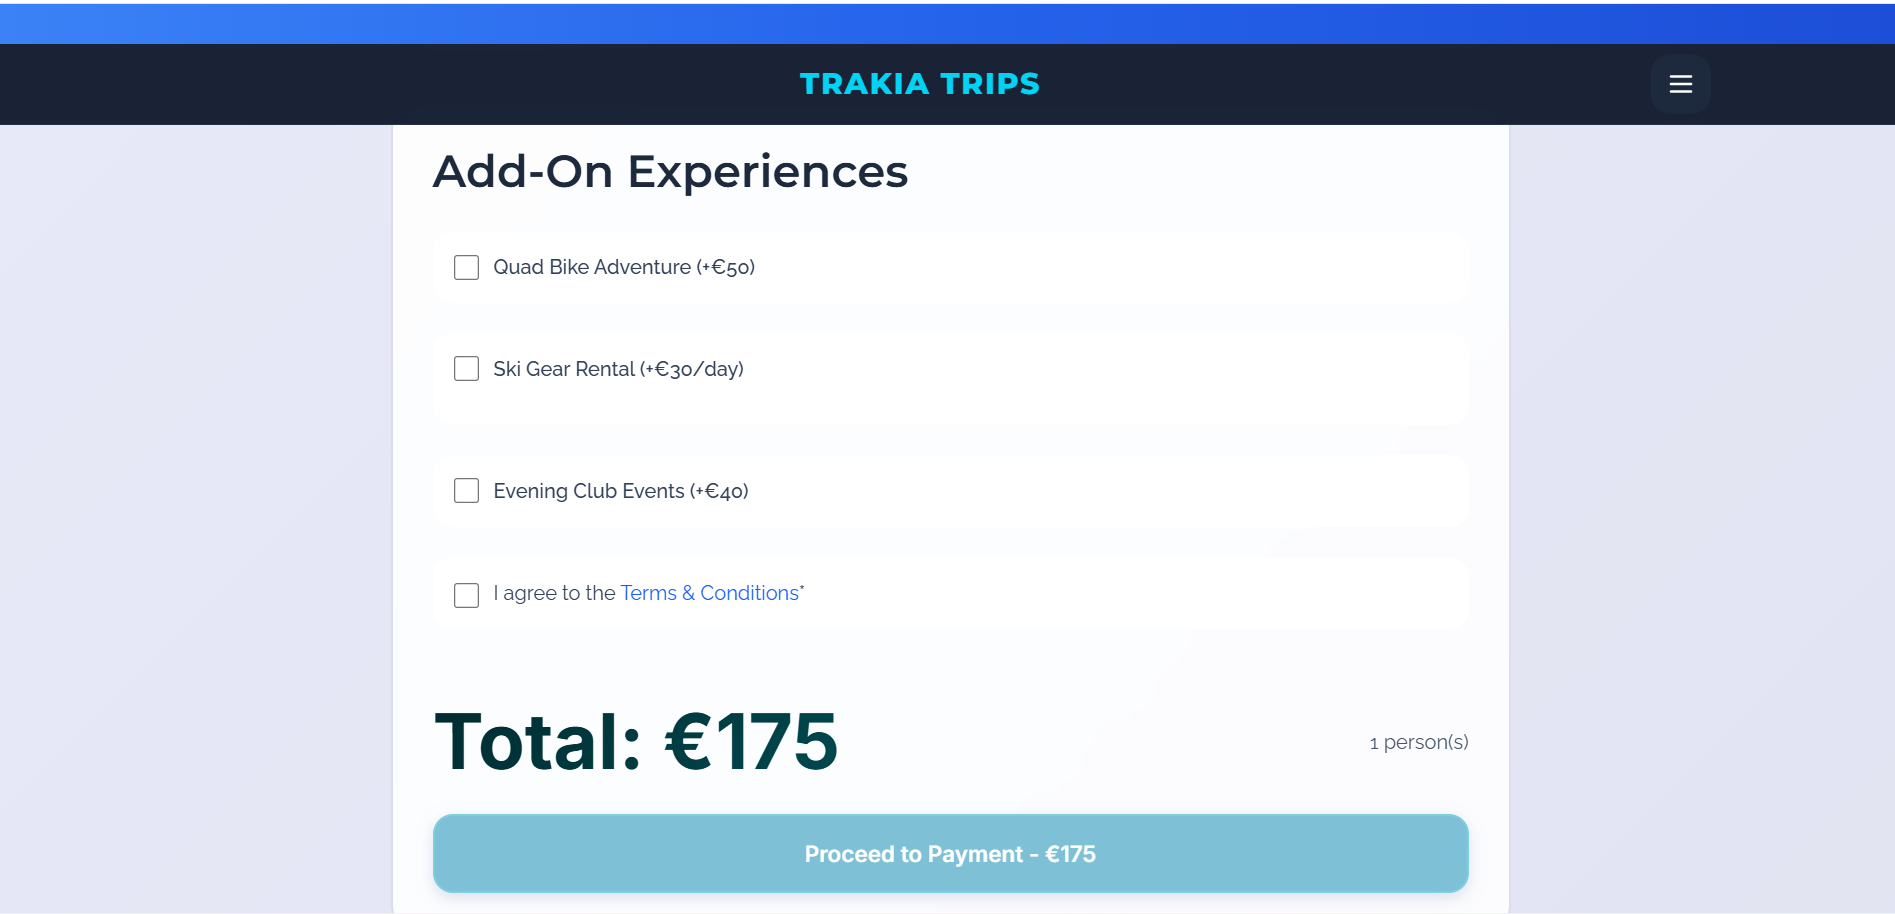 TRAKIA TRIPS
Add-On Experiences
Quad Bike Adventure (+€50)
Ski Gear Rental (+€30/day)
Evening Club Events (+€40)
I agree to the Terms & Conditions*
Total: €175
1 person(s)
Proceed to Payment - €175